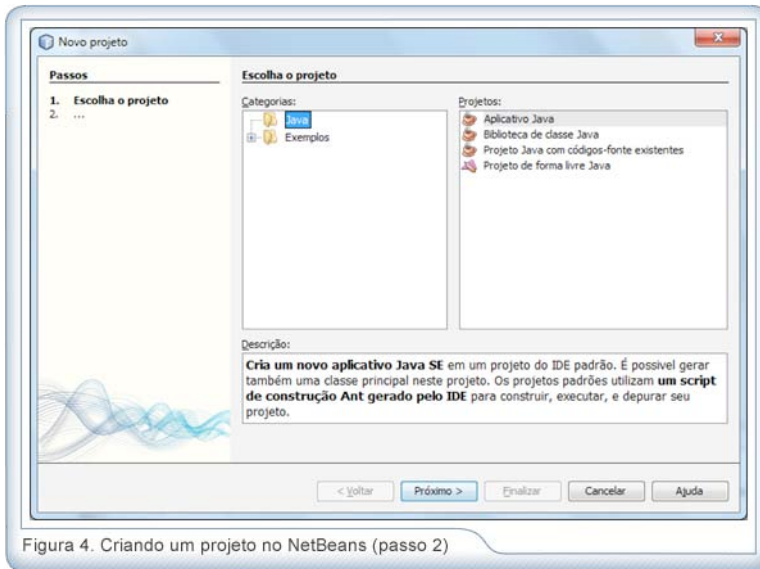 Novo projeto
Passos
1. Escolha o projeto
2. ...
Escolha o projeto
Categorias:
Java
Exemplos
Projetos:
Aplicativo Java
Biblioteca de classe Java
Projeto Java com códigos-fonte existentes
Projeto de forma livre Java
Descrição:
Cria um novo aplicativo Java SE em um projeto do IDE padrão. É possivel gerar
também uma classe principal neste projeto. Os projetos padrões utilizam um script
de construção Ant gerado pelo IDE para construir, executar, e depurar seu
projeto.
< Voltar
Próximo >
Finalizar
Cancelar
Ajuda
Figura 4. Criando um projeto no NetBeans (passo 2)